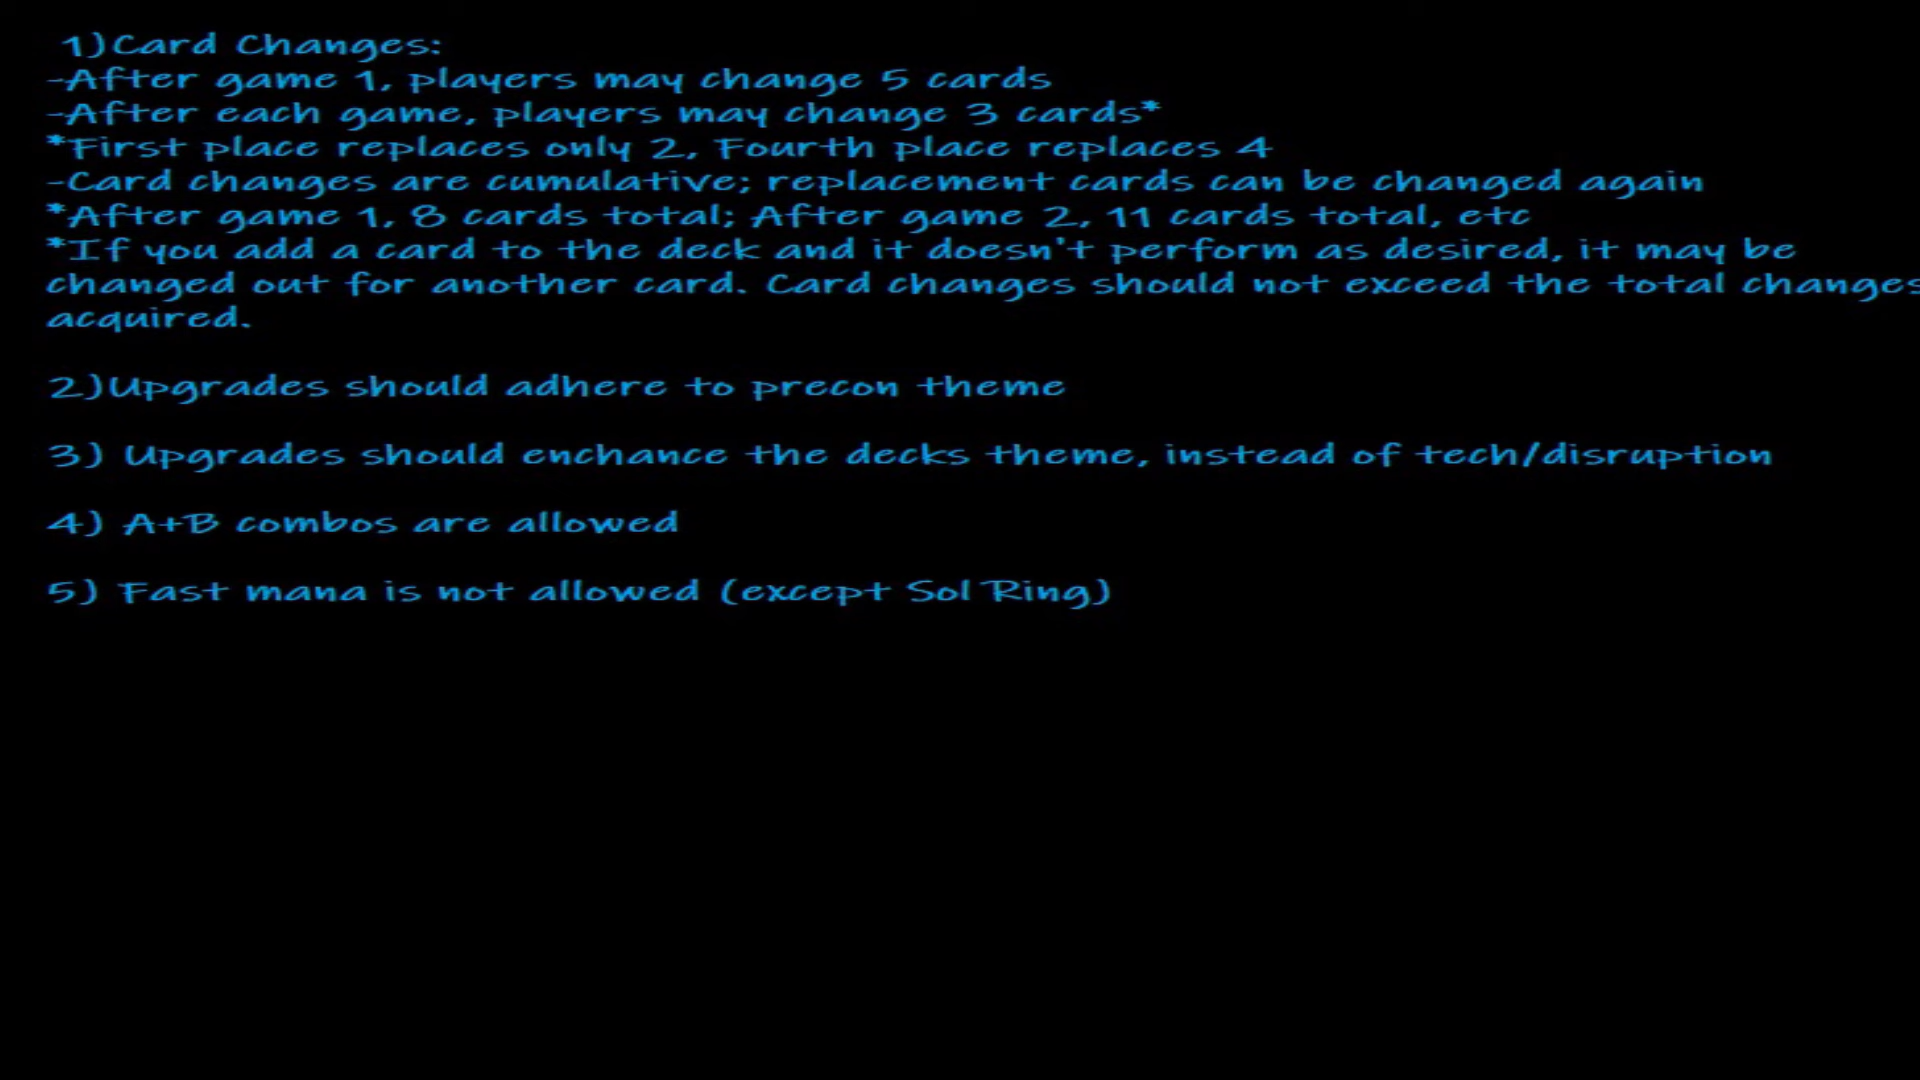 1)Card Changes:
-After game 1, players may change 5 cards
-After each game, players may change 3 cards*
*First place replaces only 2, Fourth place replaces 4
-Card changes are cumulative; replacement cards can be changed again
*After game 1, 8 cards total; After game 2, 11 cards total, etc
*If you add a card to the deck and it doesn't perform as desired, it may be
changed out for another card. Card changes should not exceed the total changes
acquired.
2)Upgrades should adhere to precon theme
3) Upgrades should enchance the decks theme, instead of tech/disruption
4) A+B combos are allowed
5) Fast mana is not allowed (except Sol Ring)